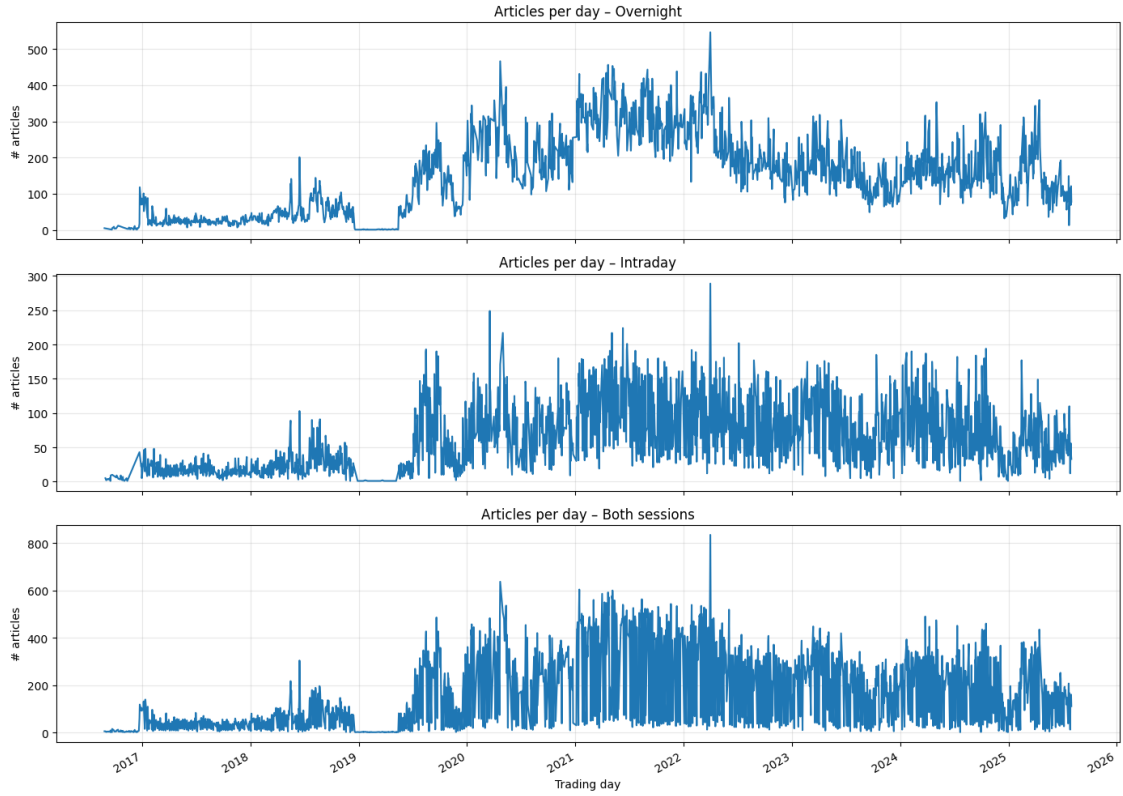 Articles per day – Overnight
# articles
500
400
300
200
100
0
Articles per day – Intraday
# articles
300
250
200
150
100
50
0
Articles per day – Both sessions
# articles
800
600
400
200
0
2017 2018 2019 2020 2021 2022 2023 2024 2025 2026
Trading day